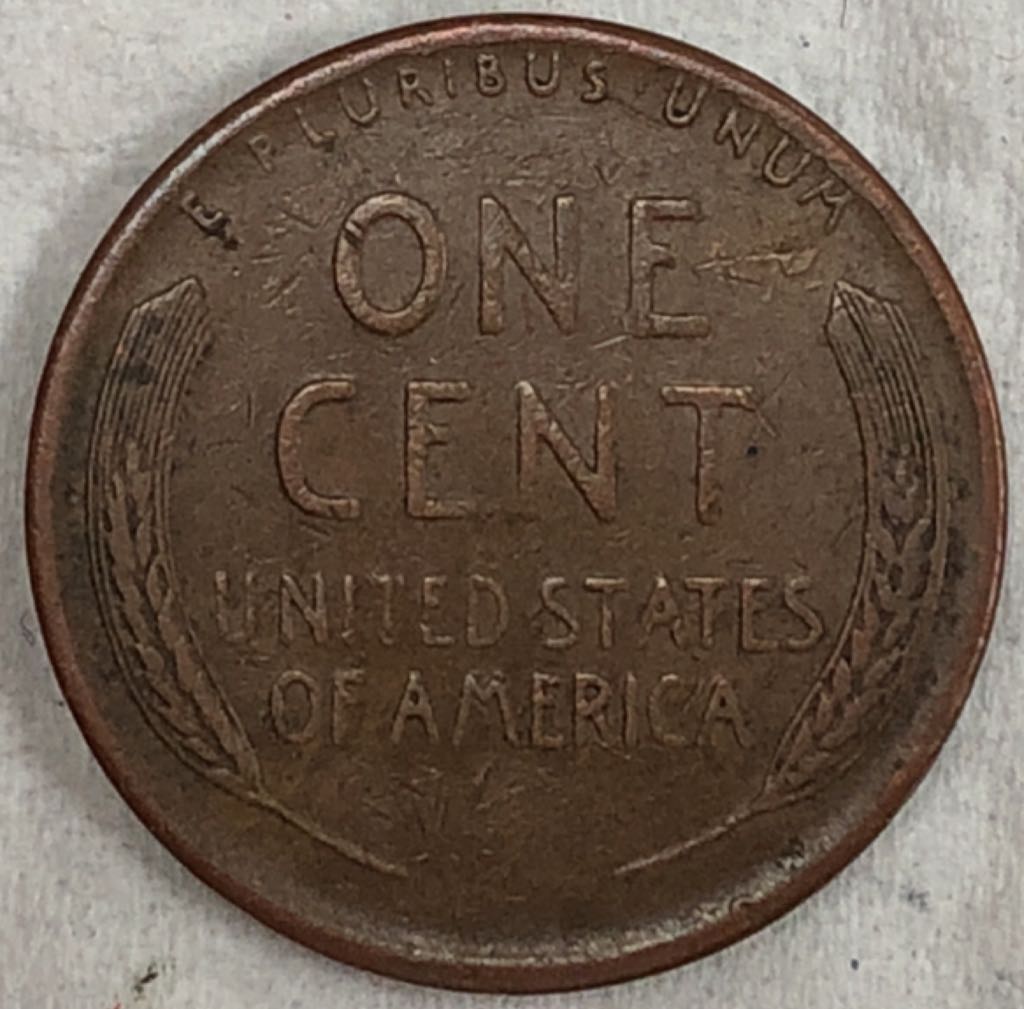 E · PLURIBUS · UNUM
ONE
CENT
UNITED STATES
OF AMERICA